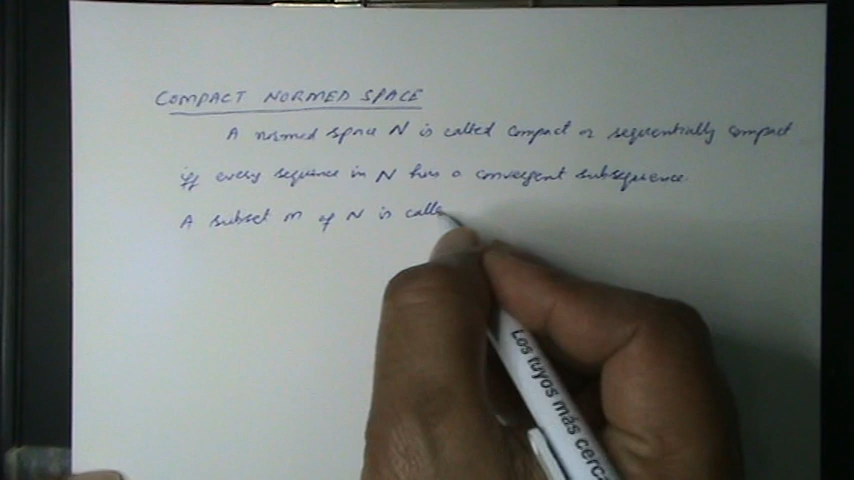 COMPACT NORMED SPACE
A normed space N is called compact or sequentially compact
iff every sequence in N has a convergent subsequence.
A subset M of N is calle
Los tuyos más cerca